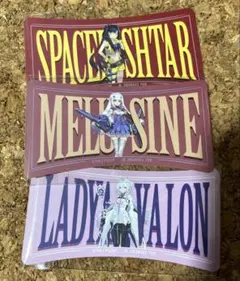 SPACE SHTAR
MELUSINE
LADY VALON